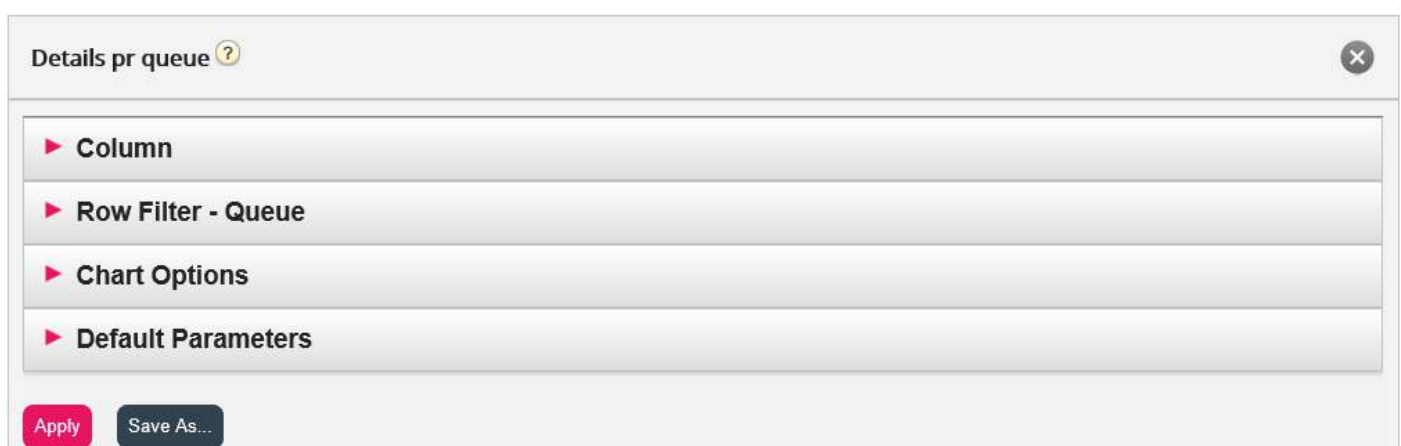 Details pr queue ?
Column
Row Filter - Queue
Chart Options
Default Parameters
Apply Save As...